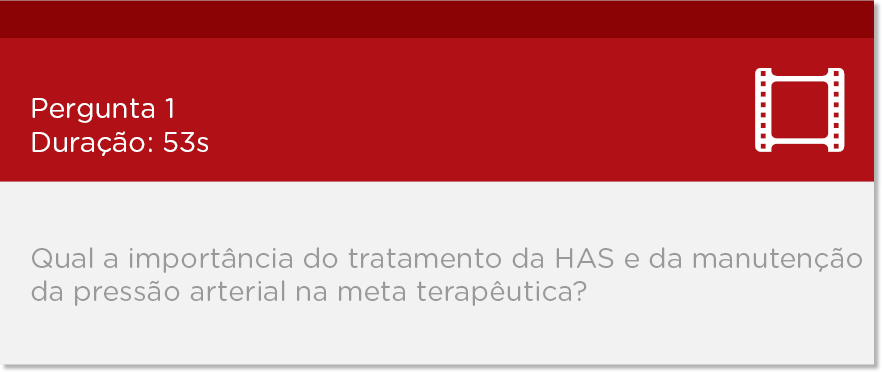 Pergunta 1
Duração: 53s
Qual a importância do tratamento da HAS e da manutenção
da pressão arterial na meta terapêutica?